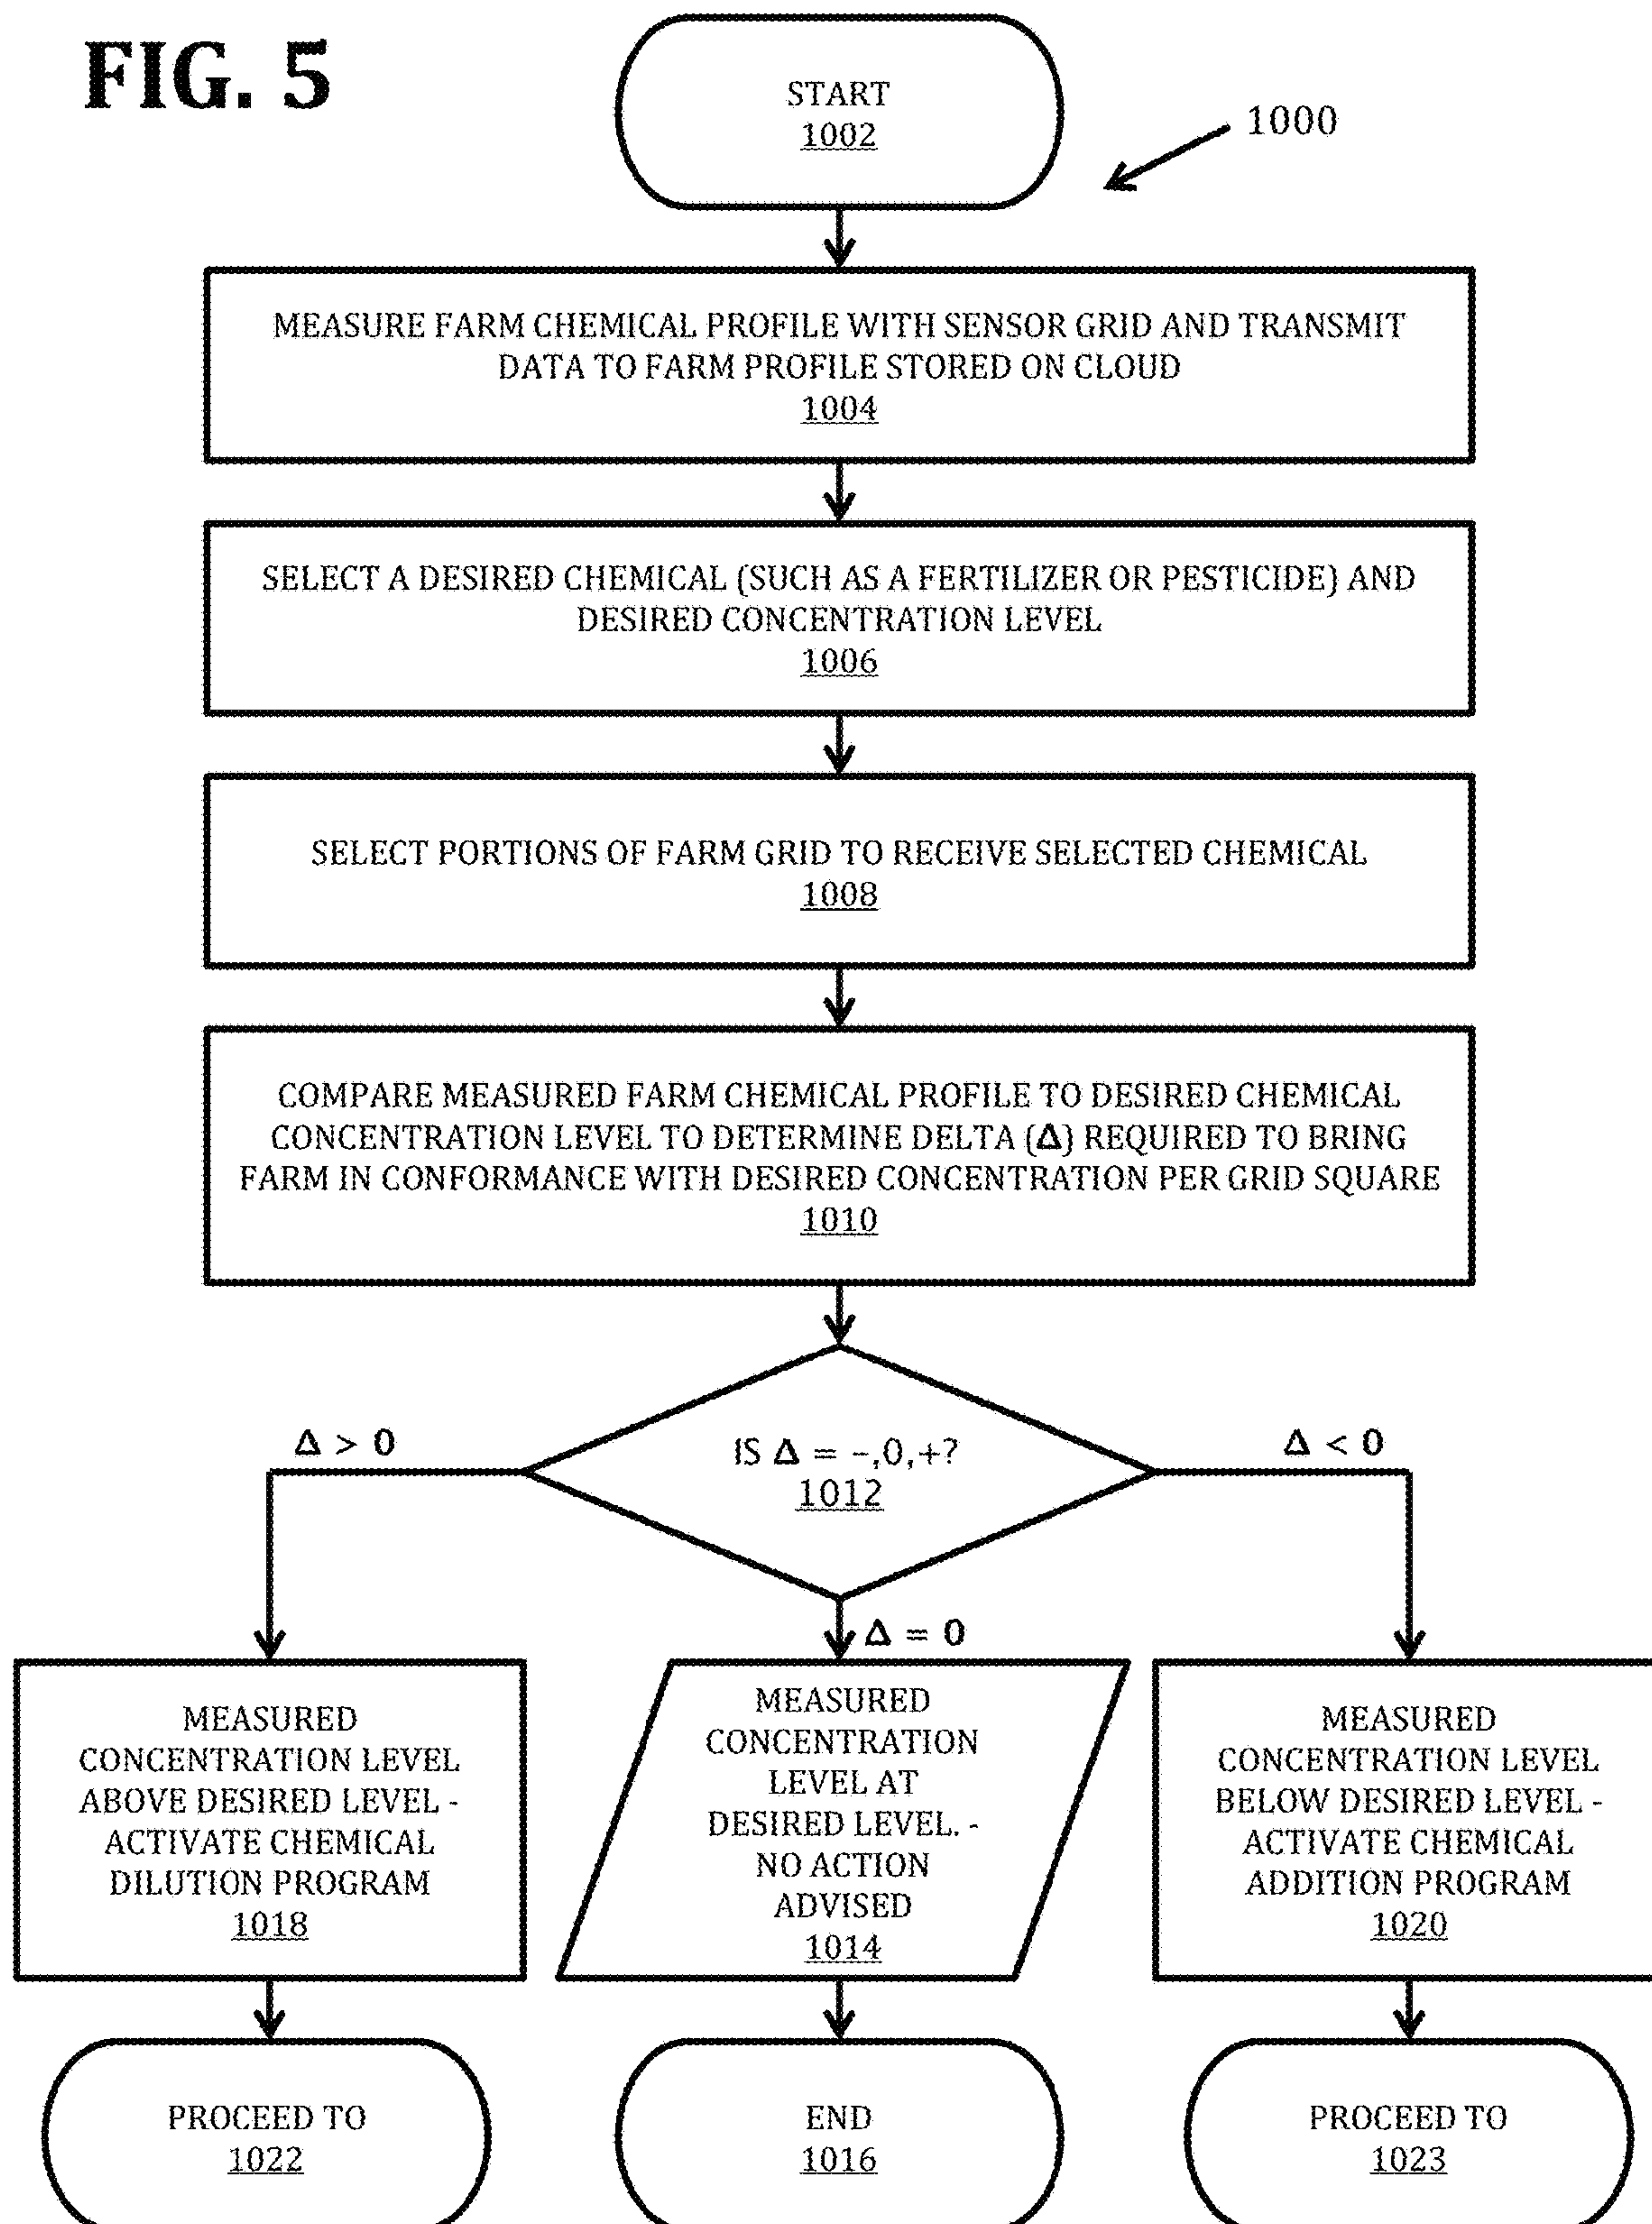 FIG. 5
START
1002
1000
MEASURE FARM CHEMICAL PROFILE WITH SENSOR GRID AND TRANSMIT
DATA TO FARM PROFILE STORED ON CLOUD
1004
SELECT A DESIRED CHEMICAL (SUCH AS A FERTILIZER OR PESTICIDE) AND
DESIRED CONCENTRATION LEVEL
1006
SELECT PORTIONS OF FARM GRID TO RECEIVE SELECTED CHEMICAL
1008
COMPARE MEASURED FARM CHEMICAL PROFILE TO DESIRED CHEMICAL
CONCENTRATION LEVEL TO DETERMINE DELTA (Δ) REQUIRED TO BRING
FARM IN CONFORMANCE WITH DESIRED CONCENTRATION PER GRID SQUARE
1010
IS Δ = -,0,+?
1012
Δ > 0
Δ < 0
Δ = 0
MEASURED
CONCENTRATION LEVEL
ABOVE DESIRED LEVEL -
ACTIVATE CHEMICAL
DILUTION PROGRAM
1018
MEASURED
CONCENTRATION
LEVEL AT
DESIRED LEVEL. -
NO ACTION
ADVISED
1014
MEASURED
CONCENTRATION LEVEL
BELOW DESIRED LEVEL -
ACTIVATE CHEMICAL
ADDITION PROGRAM
1020
PROCEED TO
1022
END
1016
PROCEED TO
1023